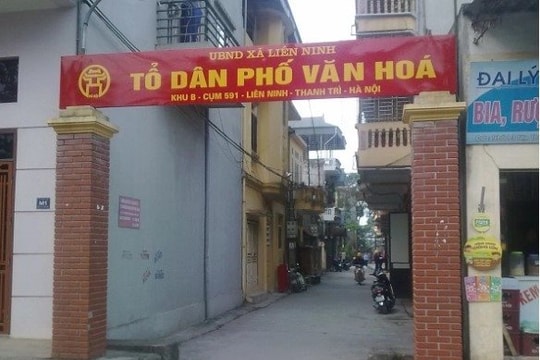 UBND XÃ LIÊN NINH
TỔ DÂN PHỐ VĂN HOÁ
KHU B - CỤM 591 - LIÊN NINH - THANH TRÌ - HÀ NỘI
ĐẠI LÝ
BIA, RƯỢ
KEM